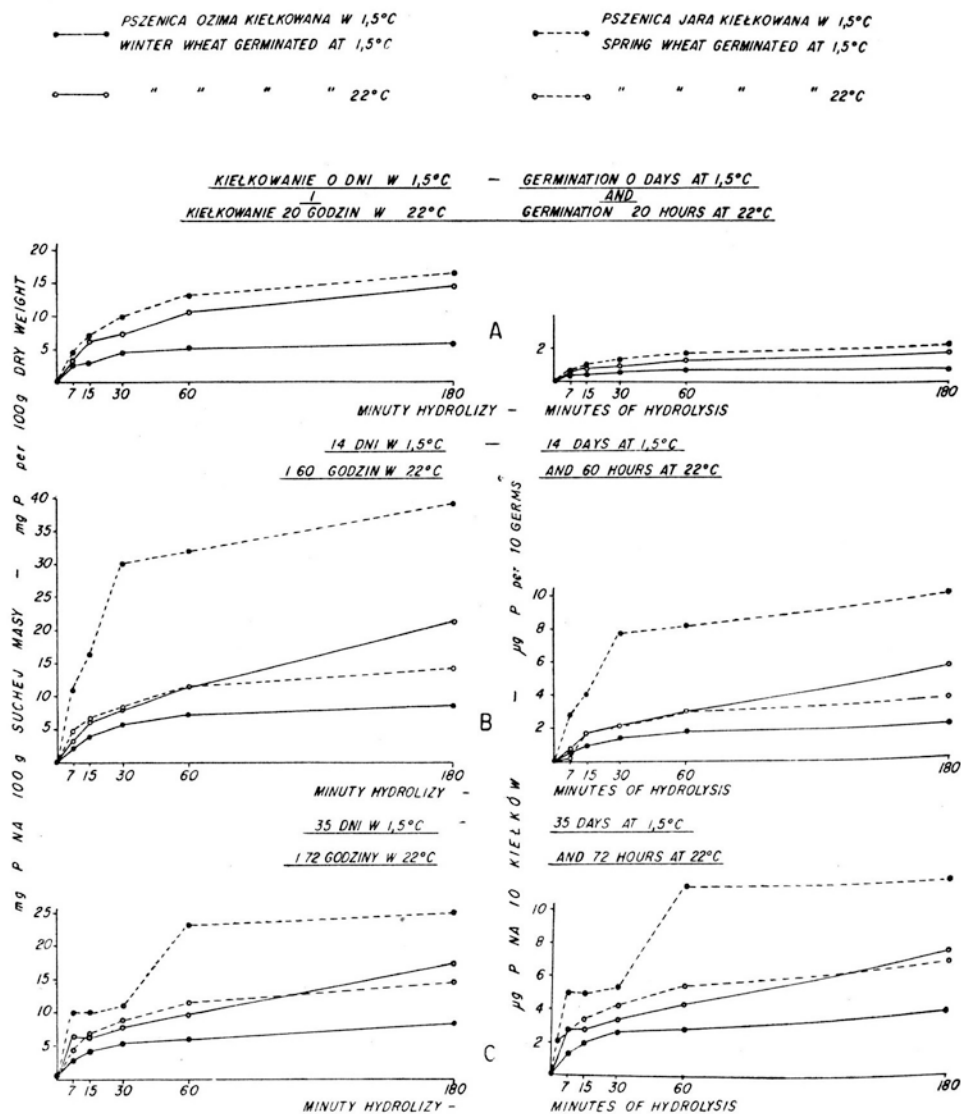 PSZENICA OZIMA KIEŁKOWANA W 1,5°C
WINTER WHEAT GERMINATED AT 1,5°C
" " " " 22°C
PSZENICA JARA KIEŁKOWANA W 1,5°C
SPRING WHEAT GERMINATED AT 1,5°C
" " " " 22°C
KIEŁKOWANIE 0 DNI W 1,5°C — GERMINATION 0 DAYS AT 1,5°C
I AND
KIEŁKOWANIE 20 GODZIN W 22°C GERMINATION 20 HOURS AT 22°C
mg P NA 100g SUCHEJ MASY — mg P per 100g DRY WEIGHT
20
15
10
5
7 15 30 60 180
A
2
7 15 30 60 180
MINUTY HYDROLIZY — MINUTES OF HYDROLYSIS
14 DNI W 1,5°C — 14 DAYS AT 1,5°C
I 60 GODZIN W 22°C AND 60 HOURS AT 22°C
µg P NA 10 KIEŁKÓW — µg P per 10 GERMS
40
35
30
25
20
15
10
5
7 15 30 60 180
B
10
8
6
4
2
7 15 30 60 180
MINUTY HYDROLIZY — MINUTES OF HYDROLYSIS
35 DNI W 1,5°C — 35 DAYS AT 1,5°C
I 72 GODZINY W 22°C AND 72 HOURS AT 22°C
25
20
15
10
5
7 15 30 60 180
C
10
8
6
4
2
7 15 30 60 180
MINUTY HYDROLIZY — MINUTES OF HYDROLYSIS